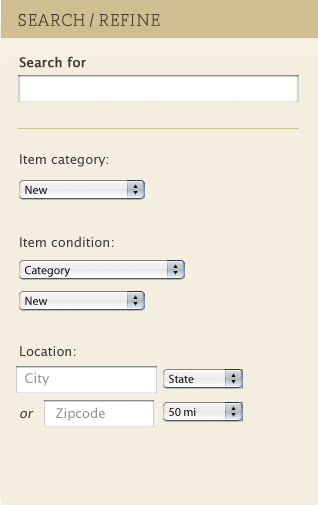 SEARCH / REFINE
Search for
Item category:
New
Item condition:
Category
New
Location:
City State
or Zipcode 50 mi